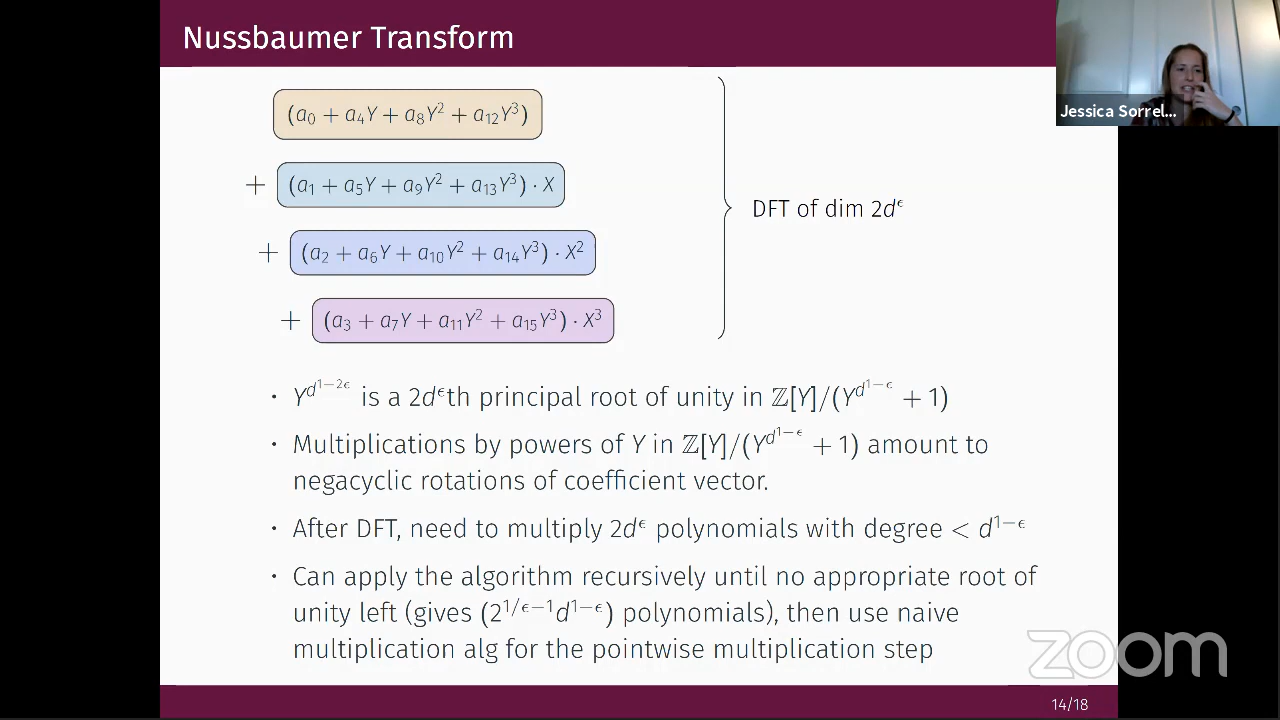 Nussbaumer Transform
Jessica Sorrel...
(a₀ + a₄Y + a₈Y² + a₁₂Y³)
+ (a₁ + a₅Y + a₉Y² + a₁₃Y³) · X
DFT of dim 2d^ϵ
+ (a₂ + a₆Y + a₁₀Y² + a₁₄Y³) · X²
+ (a₃ + a₇Y + a₁₁Y² + a₁₅Y³) · X³
· Y^{d^{1−2ϵ}} is a 2d^ϵth principal root of unity in ℤ[Y]/(Y^{d^{1−ϵ}} + 1)
· Multiplications by powers of Y in ℤ[Y]/(Y^{d^{1−ϵ}} + 1) amount to
negacyclic rotations of coefficient vector.
· After DFT, need to multiply 2d^ϵ polynomials with degree < d^{1−ϵ}
· Can apply the algorithm recursively until no appropriate root of
unity left (gives (2^{1/ϵ−1}d^{1−ϵ}) polynomials), then use naive
multiplication alg for the pointwise multiplication step
zoom
14/18